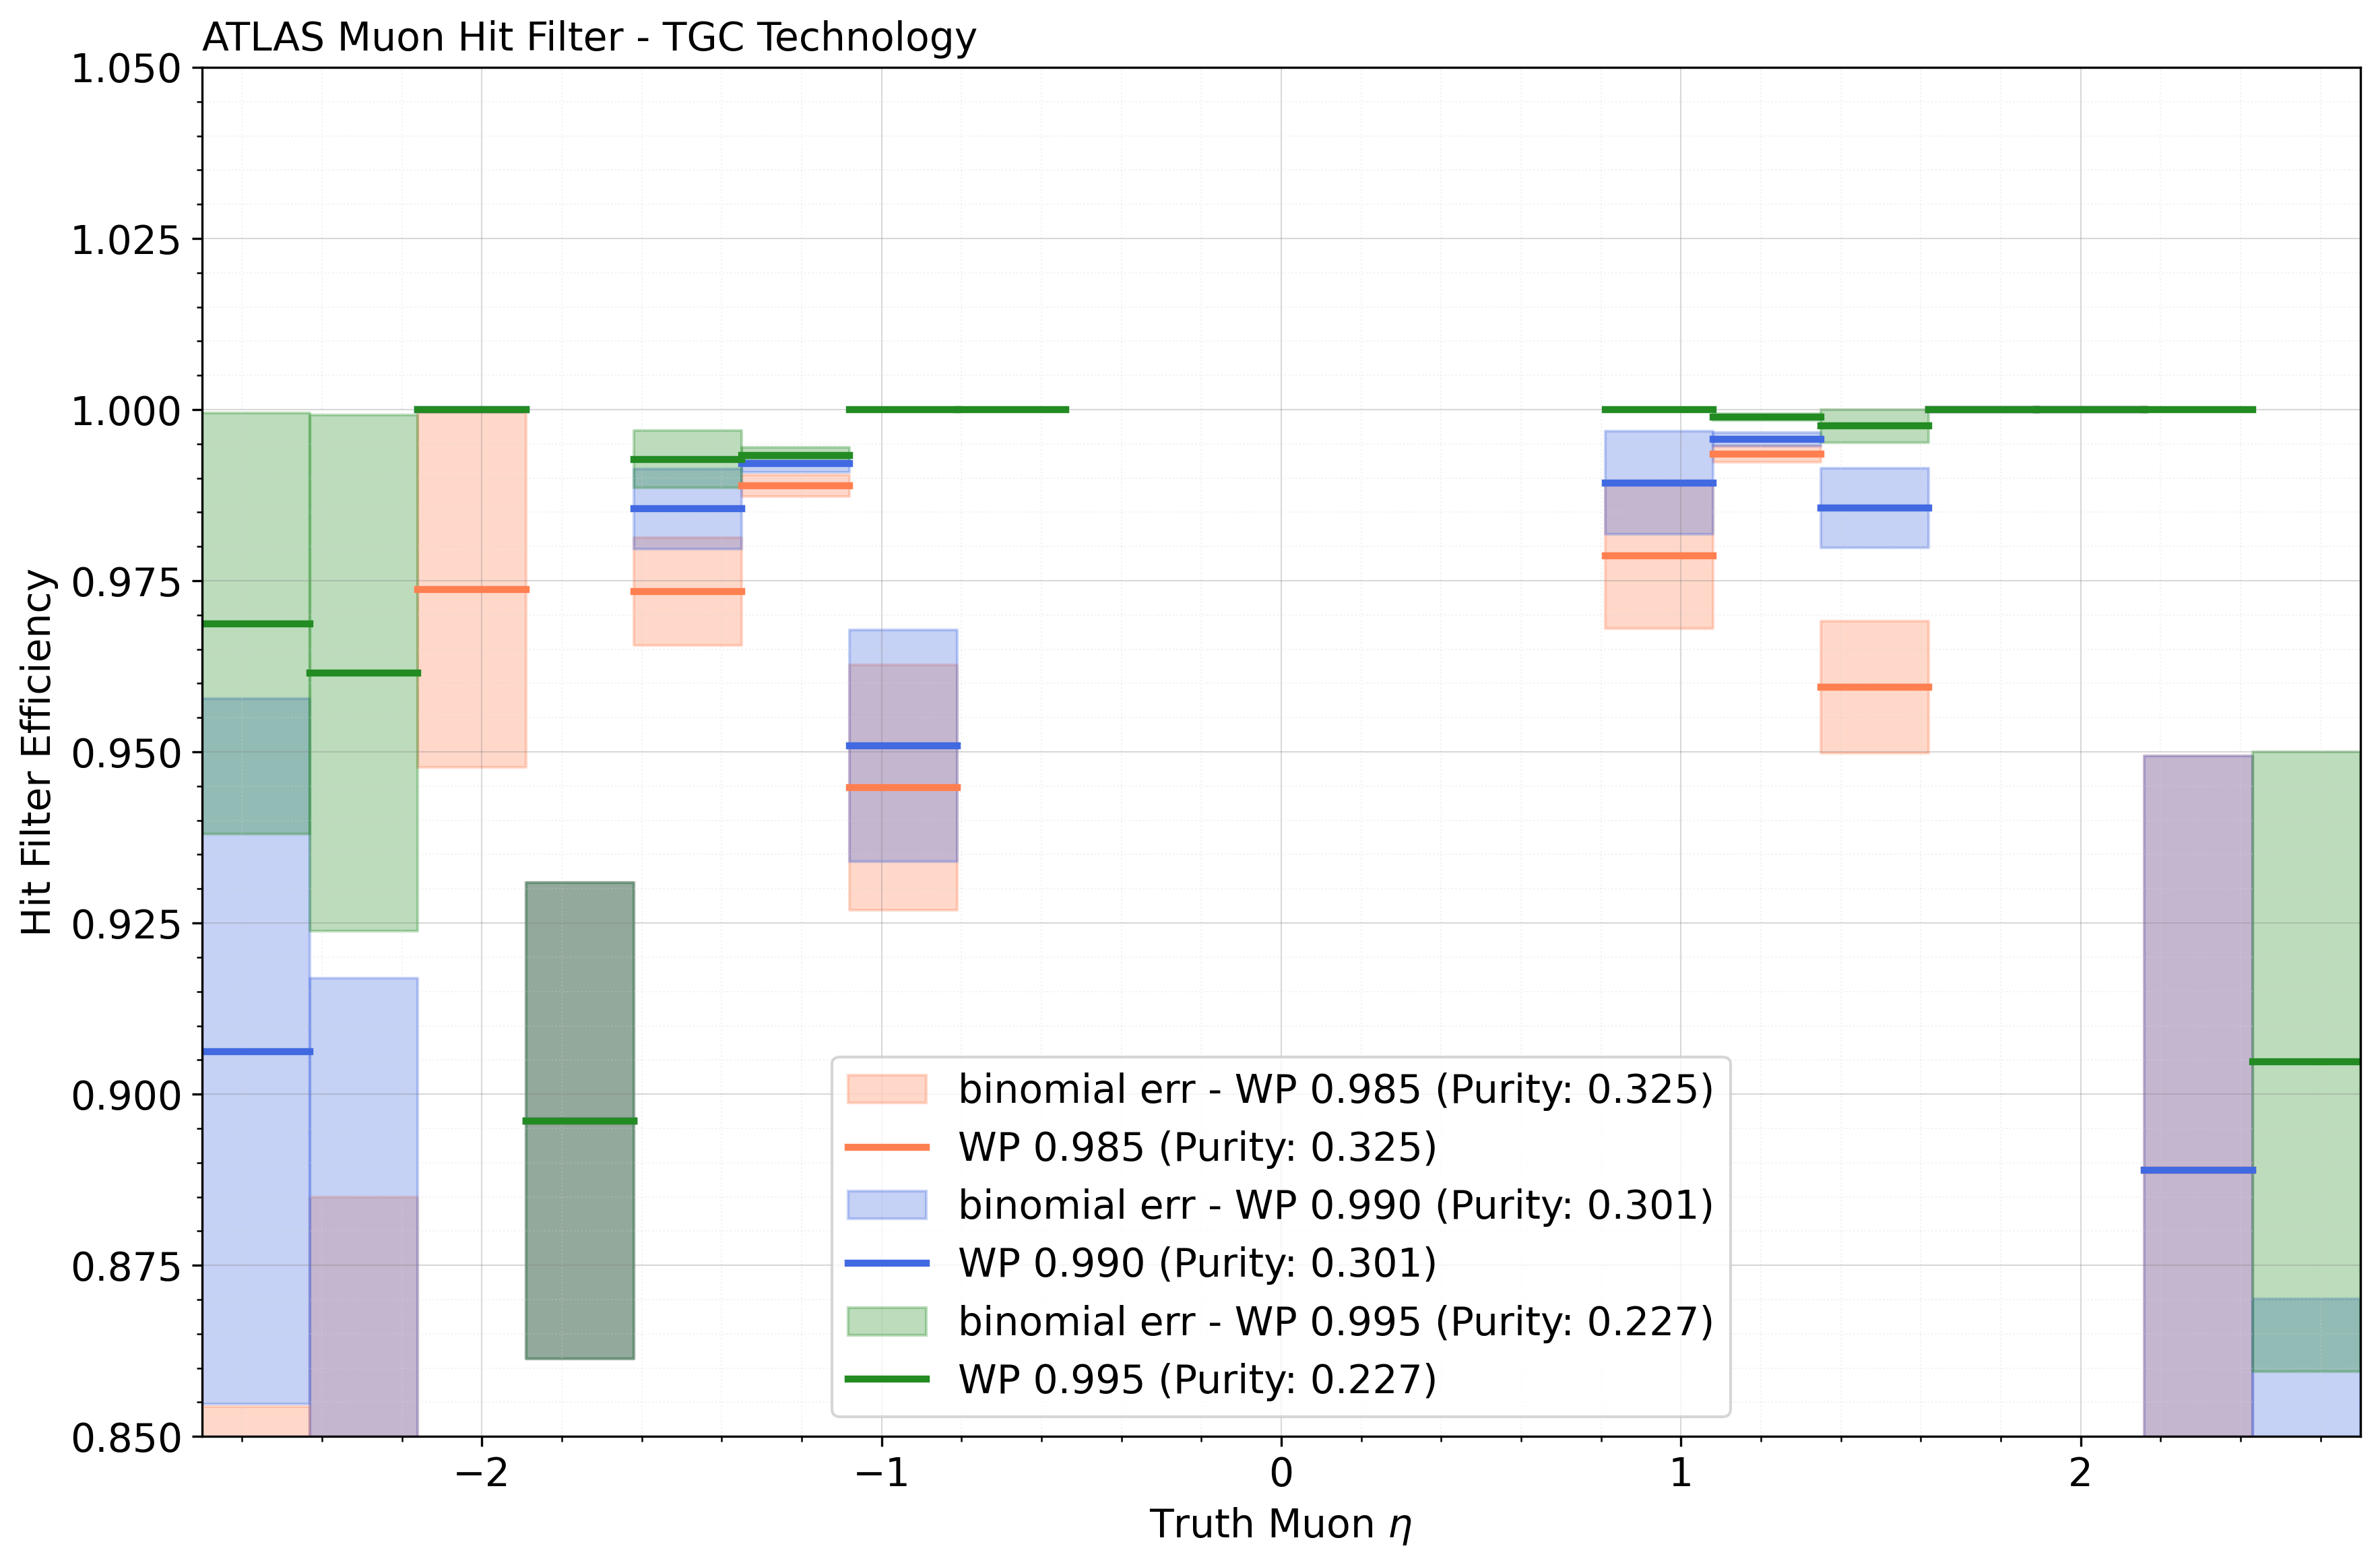 ATLAS Muon Hit Filter - TGC Technology
1.050
1.025
1.000
0.975
0.950
0.925
0.900
0.875
0.850
Hit Filter Efficiency
binomial err - WP 0.985 (Purity: 0.325)
WP 0.985 (Purity: 0.325)
binomial err - WP 0.990 (Purity: 0.301)
WP 0.990 (Purity: 0.301)
binomial err - WP 0.995 (Purity: 0.227)
WP 0.995 (Purity: 0.227)
−2 −1 0 1 2
Truth Muon η